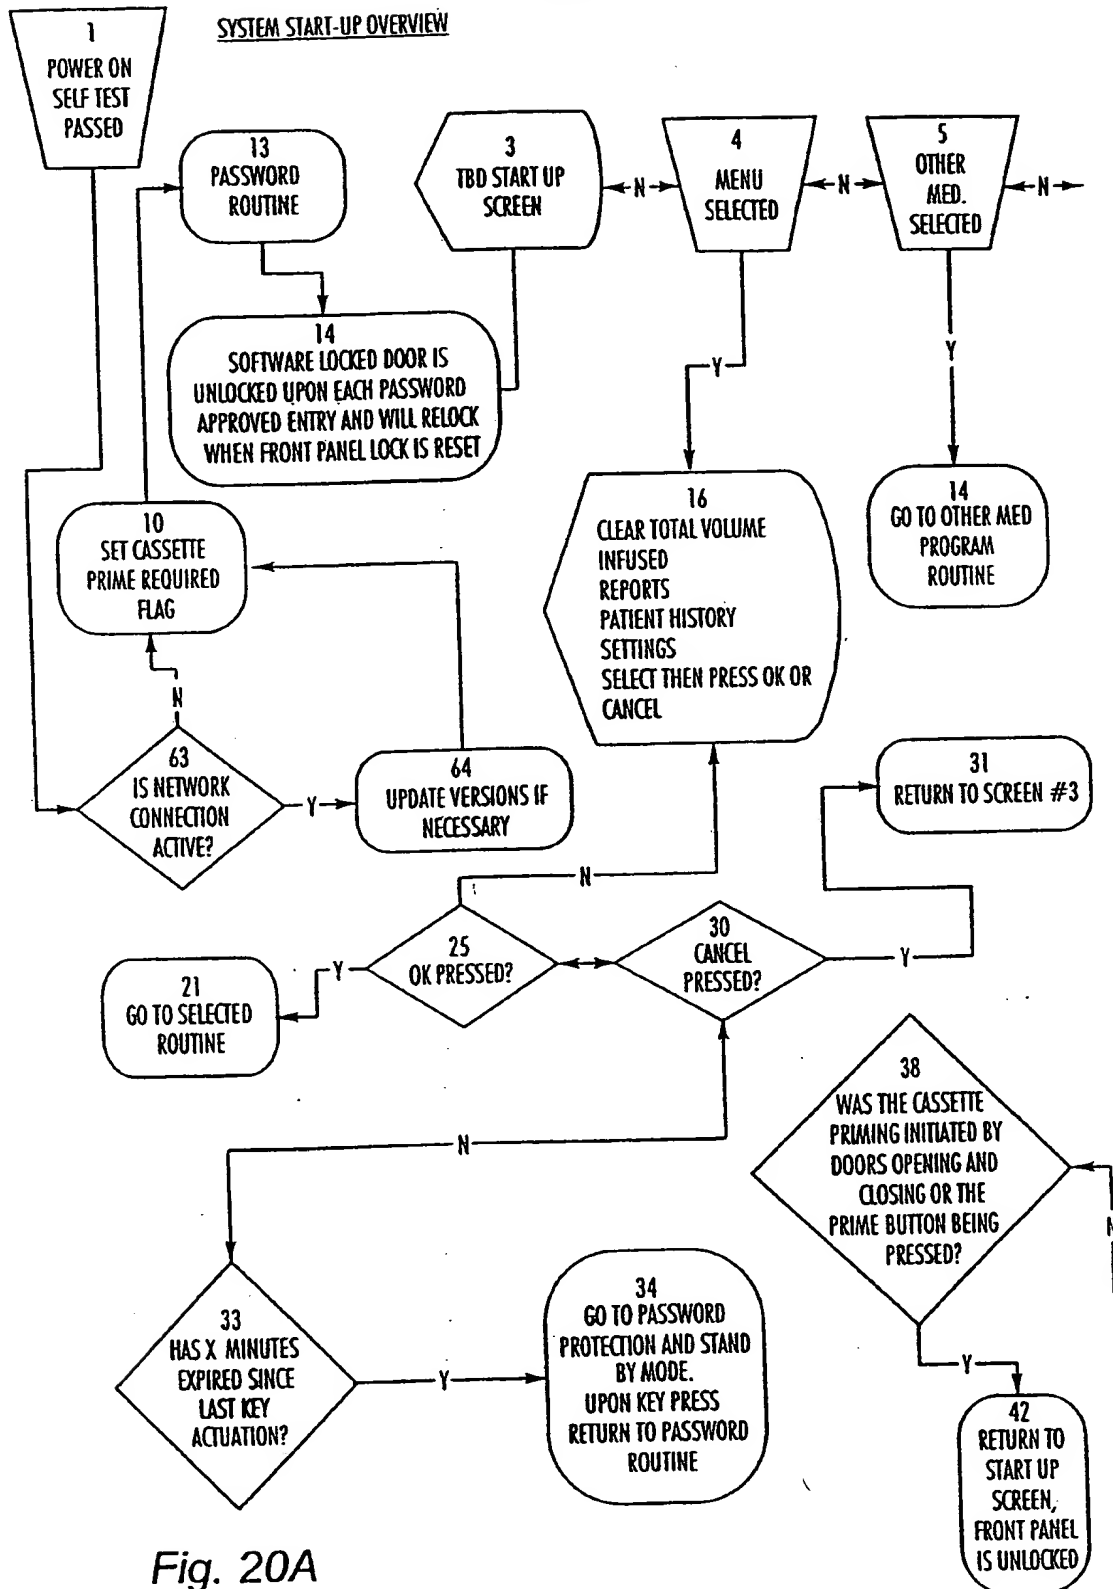 SYSTEM START-UP OVERVIEW
1
POWER ON
SELF TEST
PASSED
13
PASSWORD
ROUTINE
3
TBD START UP
SCREEN
N
4
MENU
SELECTED
N
5
OTHER
MED.
SELECTED
N
14
SOFTWARE LOCKED DOOR IS
UNLOCKED UPON EACH PASSWORD
APPROVED ENTRY AND WILL RELOCK
WHEN FRONT PANEL LOCK IS RESET
Y
Y
10
SET CASSETTE
PRIME REQUIRED
FLAG
16
CLEAR TOTAL VOLUME
INFUSED
REPORTS
PATIENT HISTORY
SETTINGS
SELECT THEN PRESS OK OR
CANCEL
14
GO TO OTHER MED
PROGRAM
ROUTINE
N
63
IS NETWORK
CONNECTION
ACTIVE?
Y
64
UPDATE VERSIONS IF
NECESSARY
31
RETURN TO SCREEN #3
N
25
OK PRESSED?
30
CANCEL
PRESSED?
Y
Y
21
GO TO SELECTED
ROUTINE
N
38
WAS THE CASSETTE
PRIMING INITIATED BY
DOORS OPENING AND
CLOSING OR THE
PRIME BUTTON BEING
PRESSED?
N
33
HAS X MINUTES
EXPIRED SINCE
LAST KEY
ACTUATION?
Y
34
GO TO PASSWORD
PROTECTION AND STAND
BY MODE.
UPON KEY PRESS
RETURN TO PASSWORD
ROUTINE
Y
42
RETURN TO
START UP
SCREEN,
FRONT PANEL
IS UNLOCKED
Fig. 20A